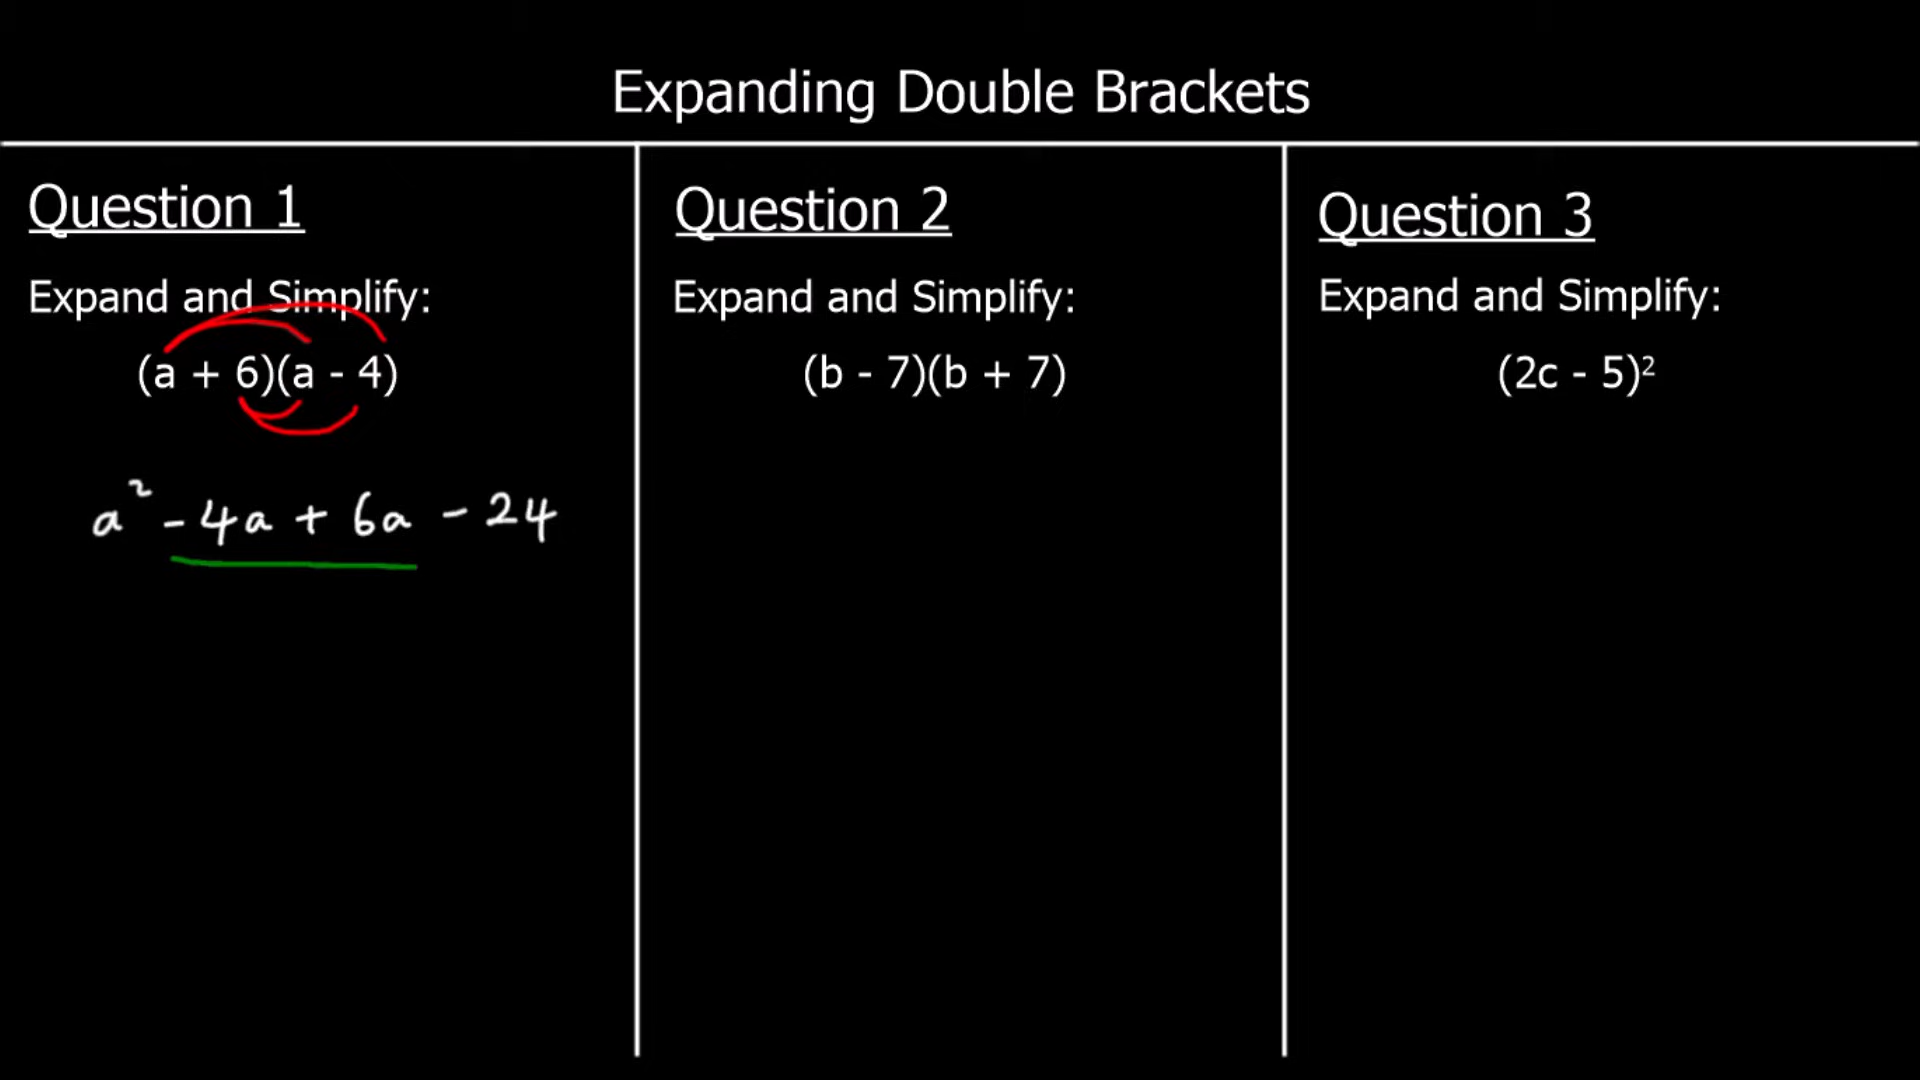 Expanding Double Brackets
Question 1
Expand and Simplify:
(a + 6)(a - 4)
a² - 4a + 6a - 24
Question 2
Expand and Simplify:
(b - 7)(b + 7)
Question 3
Expand and Simplify:
(2c - 5)²